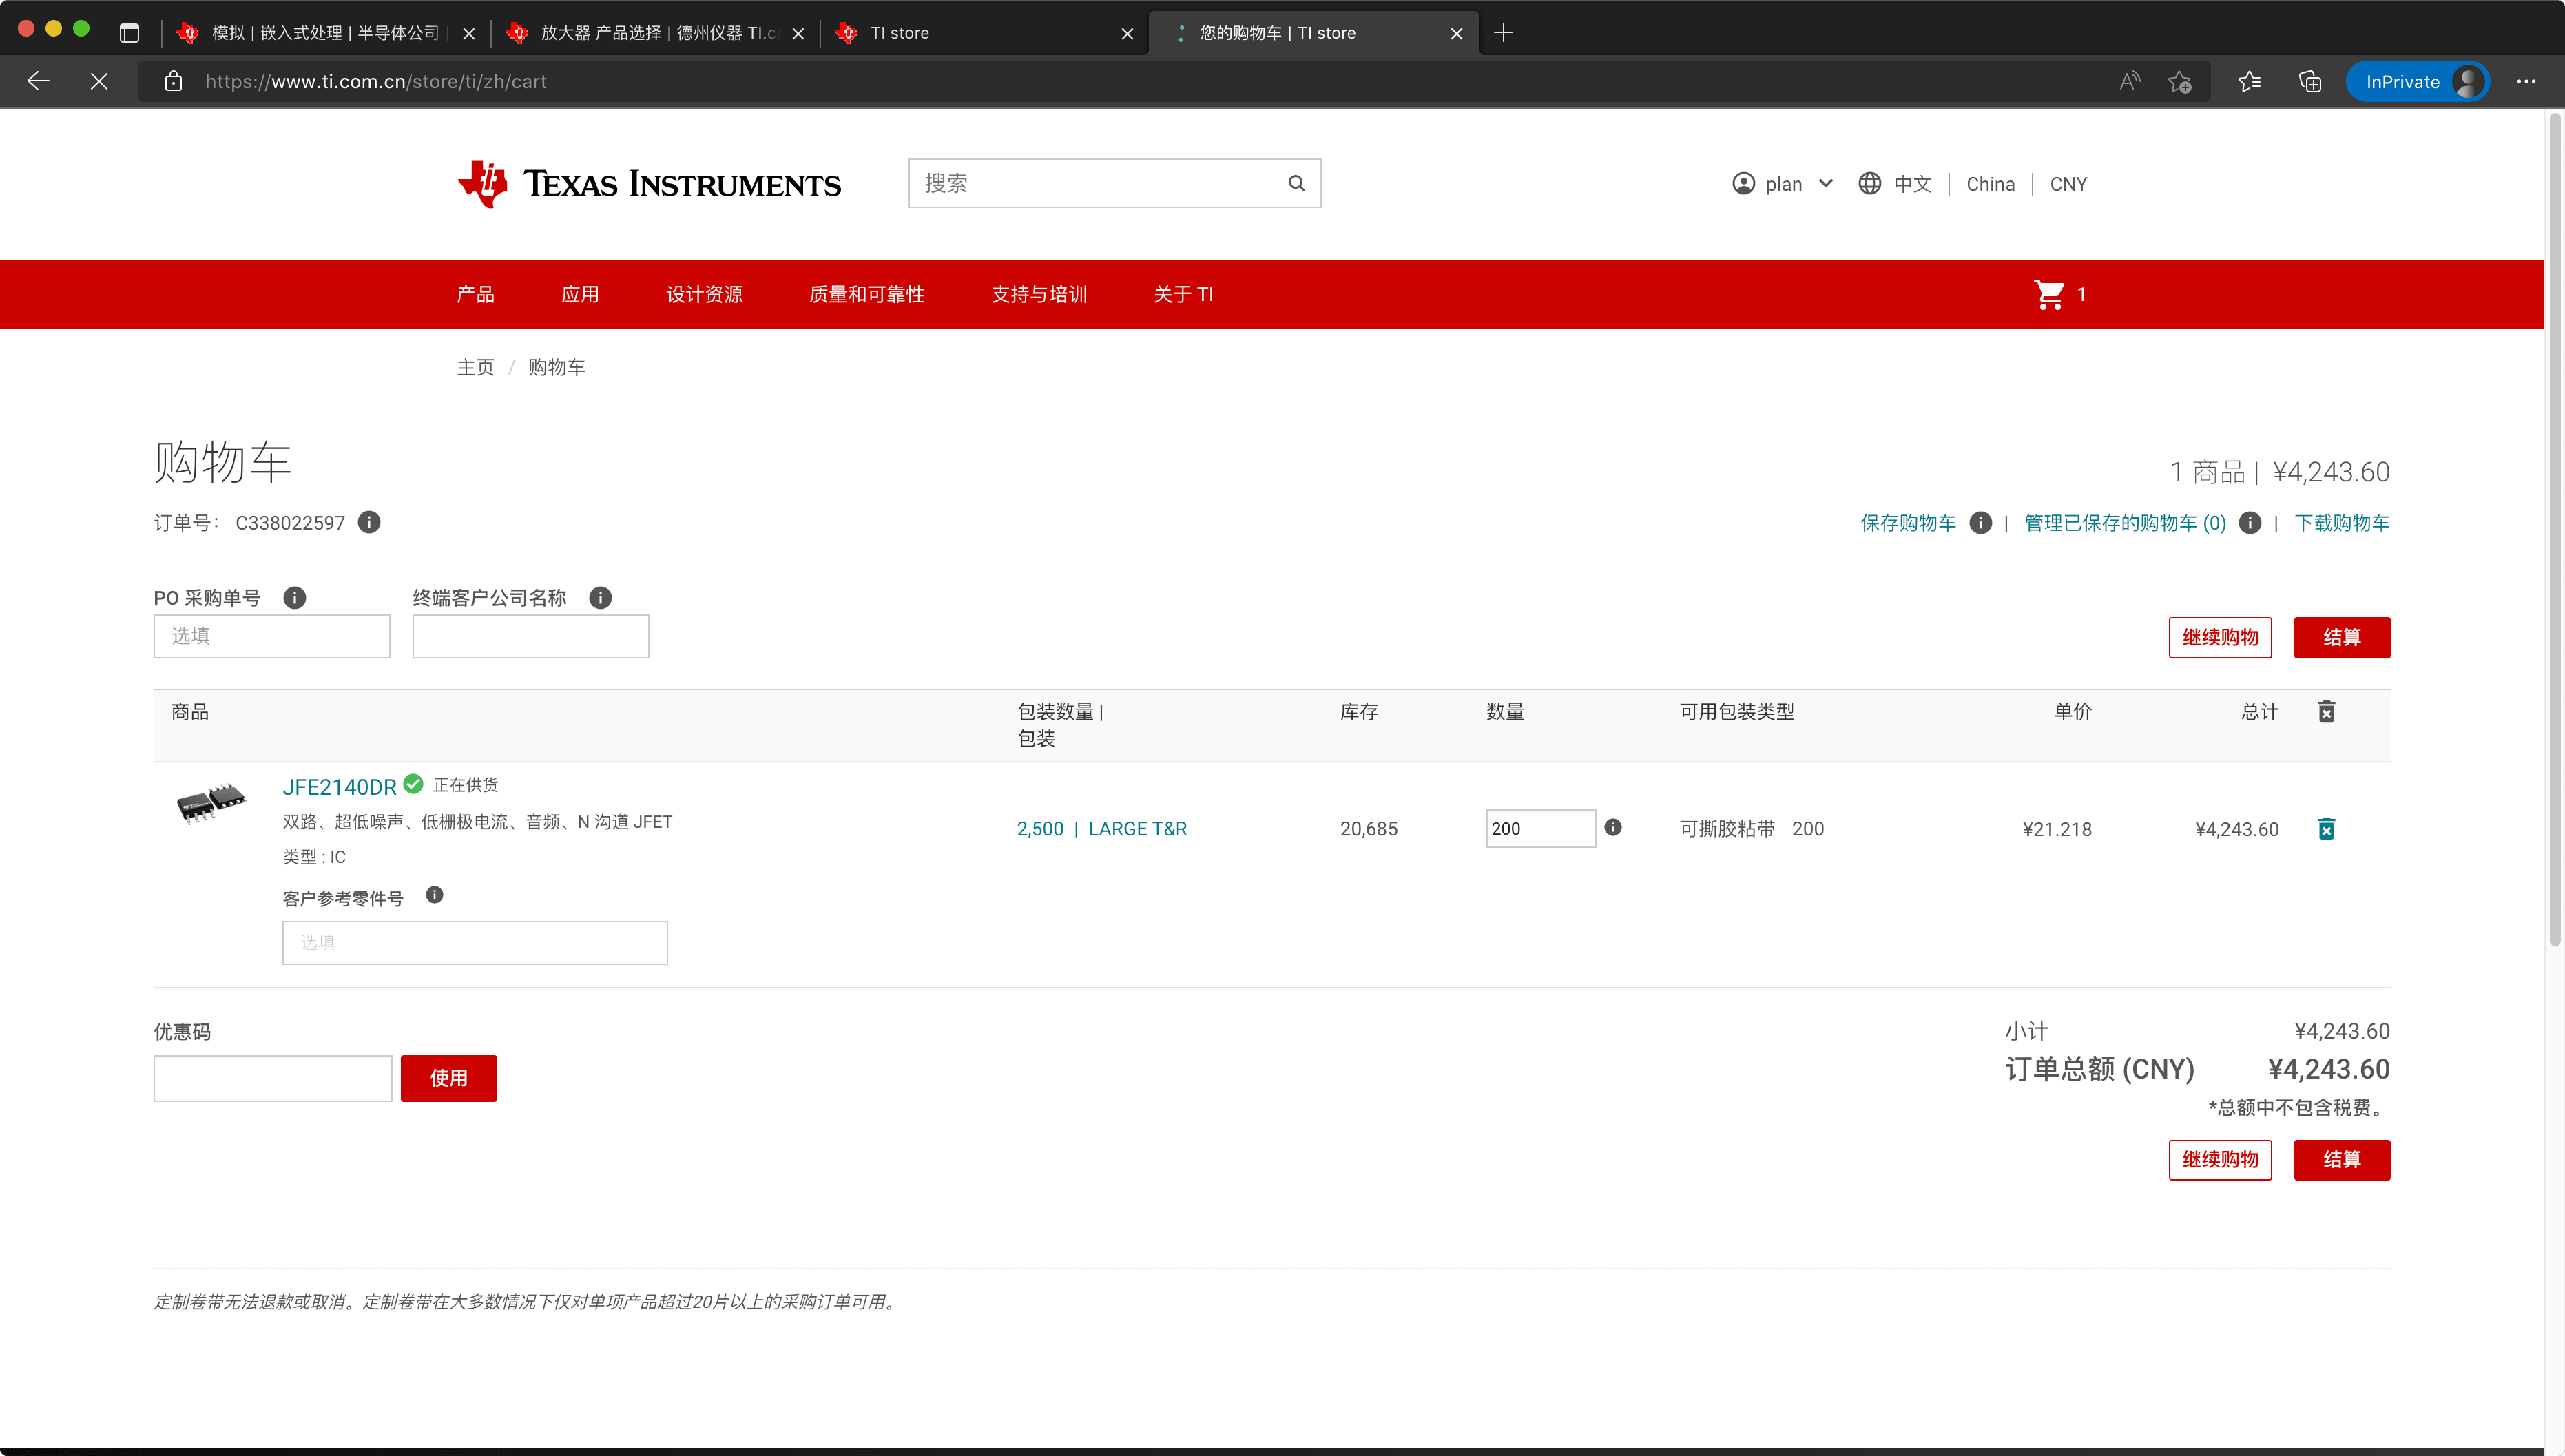 模拟 | 嵌入式处理 | 半导体公司 |
放大器 产品选择 | 德州仪器 TI.c
TI store
您的购物车 | TI store
https://www.ti.com.cn/store/ti/zh/cart
InPrivate
TEXAS INSTRUMENTS
搜索
plan
中文 | China | CNY
产品
应用
设计资源
质量和可靠性
支持与培训
关于 TI
1
主页 / 购物车
购物车
1 商品 | ¥4,243.60
订单号： C338022597
保存购物车 | 管理已保存的购物车 (0) | 下载购物车
PO 采购单号
终端客户公司名称
选填
继续购物
结算
商品
包装数量 |
包装
库存
数量
可用包装类型
单价
总计
JFE2140DR 正在供货
双路、超低噪声、低栅极电流、音频、N 沟道 JFET
类型 : IC
2,500 | LARGE T&R
20,685
200
可撕胶粘带 200
¥21.218
¥4,243.60
客户参考零件号
选填
优惠码
使用
小计 ¥4,243.60
订单总额 (CNY) ¥4,243.60
*总额中不包含税费。
继续购物
结算
定制卷带无法退款或取消。定制卷带在大多数情况下仅对单项产品超过20片以上的采购订单可用。